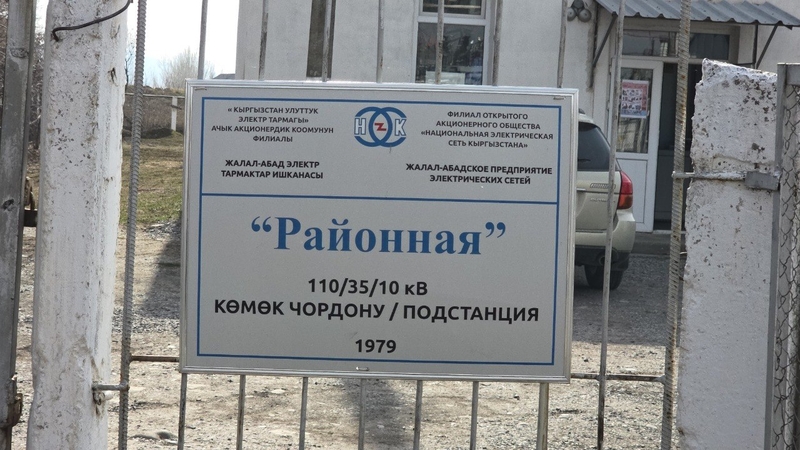 « КЫРГЫЗСТАН УЛУТТУК
ЭЛЕКТР ТАРМАГЫ»
АЧЫК АКЦИОНЕРДИК КООМУНУН
ФИЛИАЛЫ
ЖАЛАЛ-АБАД ЭЛЕКТР
ТАРМАКТАР ИШКАНАСЫ
НЭСК
ФИЛИАЛ ОТКРЫТОГО
АКЦИОНЕРНОГО ОБЩЕСТВА
«НАЦИОНАЛЬНАЯ ЭЛЕКТРИЧЕСКАЯ
СЕТЬ КЫРГЫЗСТАНА»
ЖАЛАЛ-АБАДСКОЕ ПРЕДПРИЯТИЕ
ЭЛЕКТРИЧЕСКИХ СЕТЕЙ
“Районная”
110/35/10 кВ
КӨМӨК ЧОРДОНУ / ПОДСТАНЦИЯ
1979